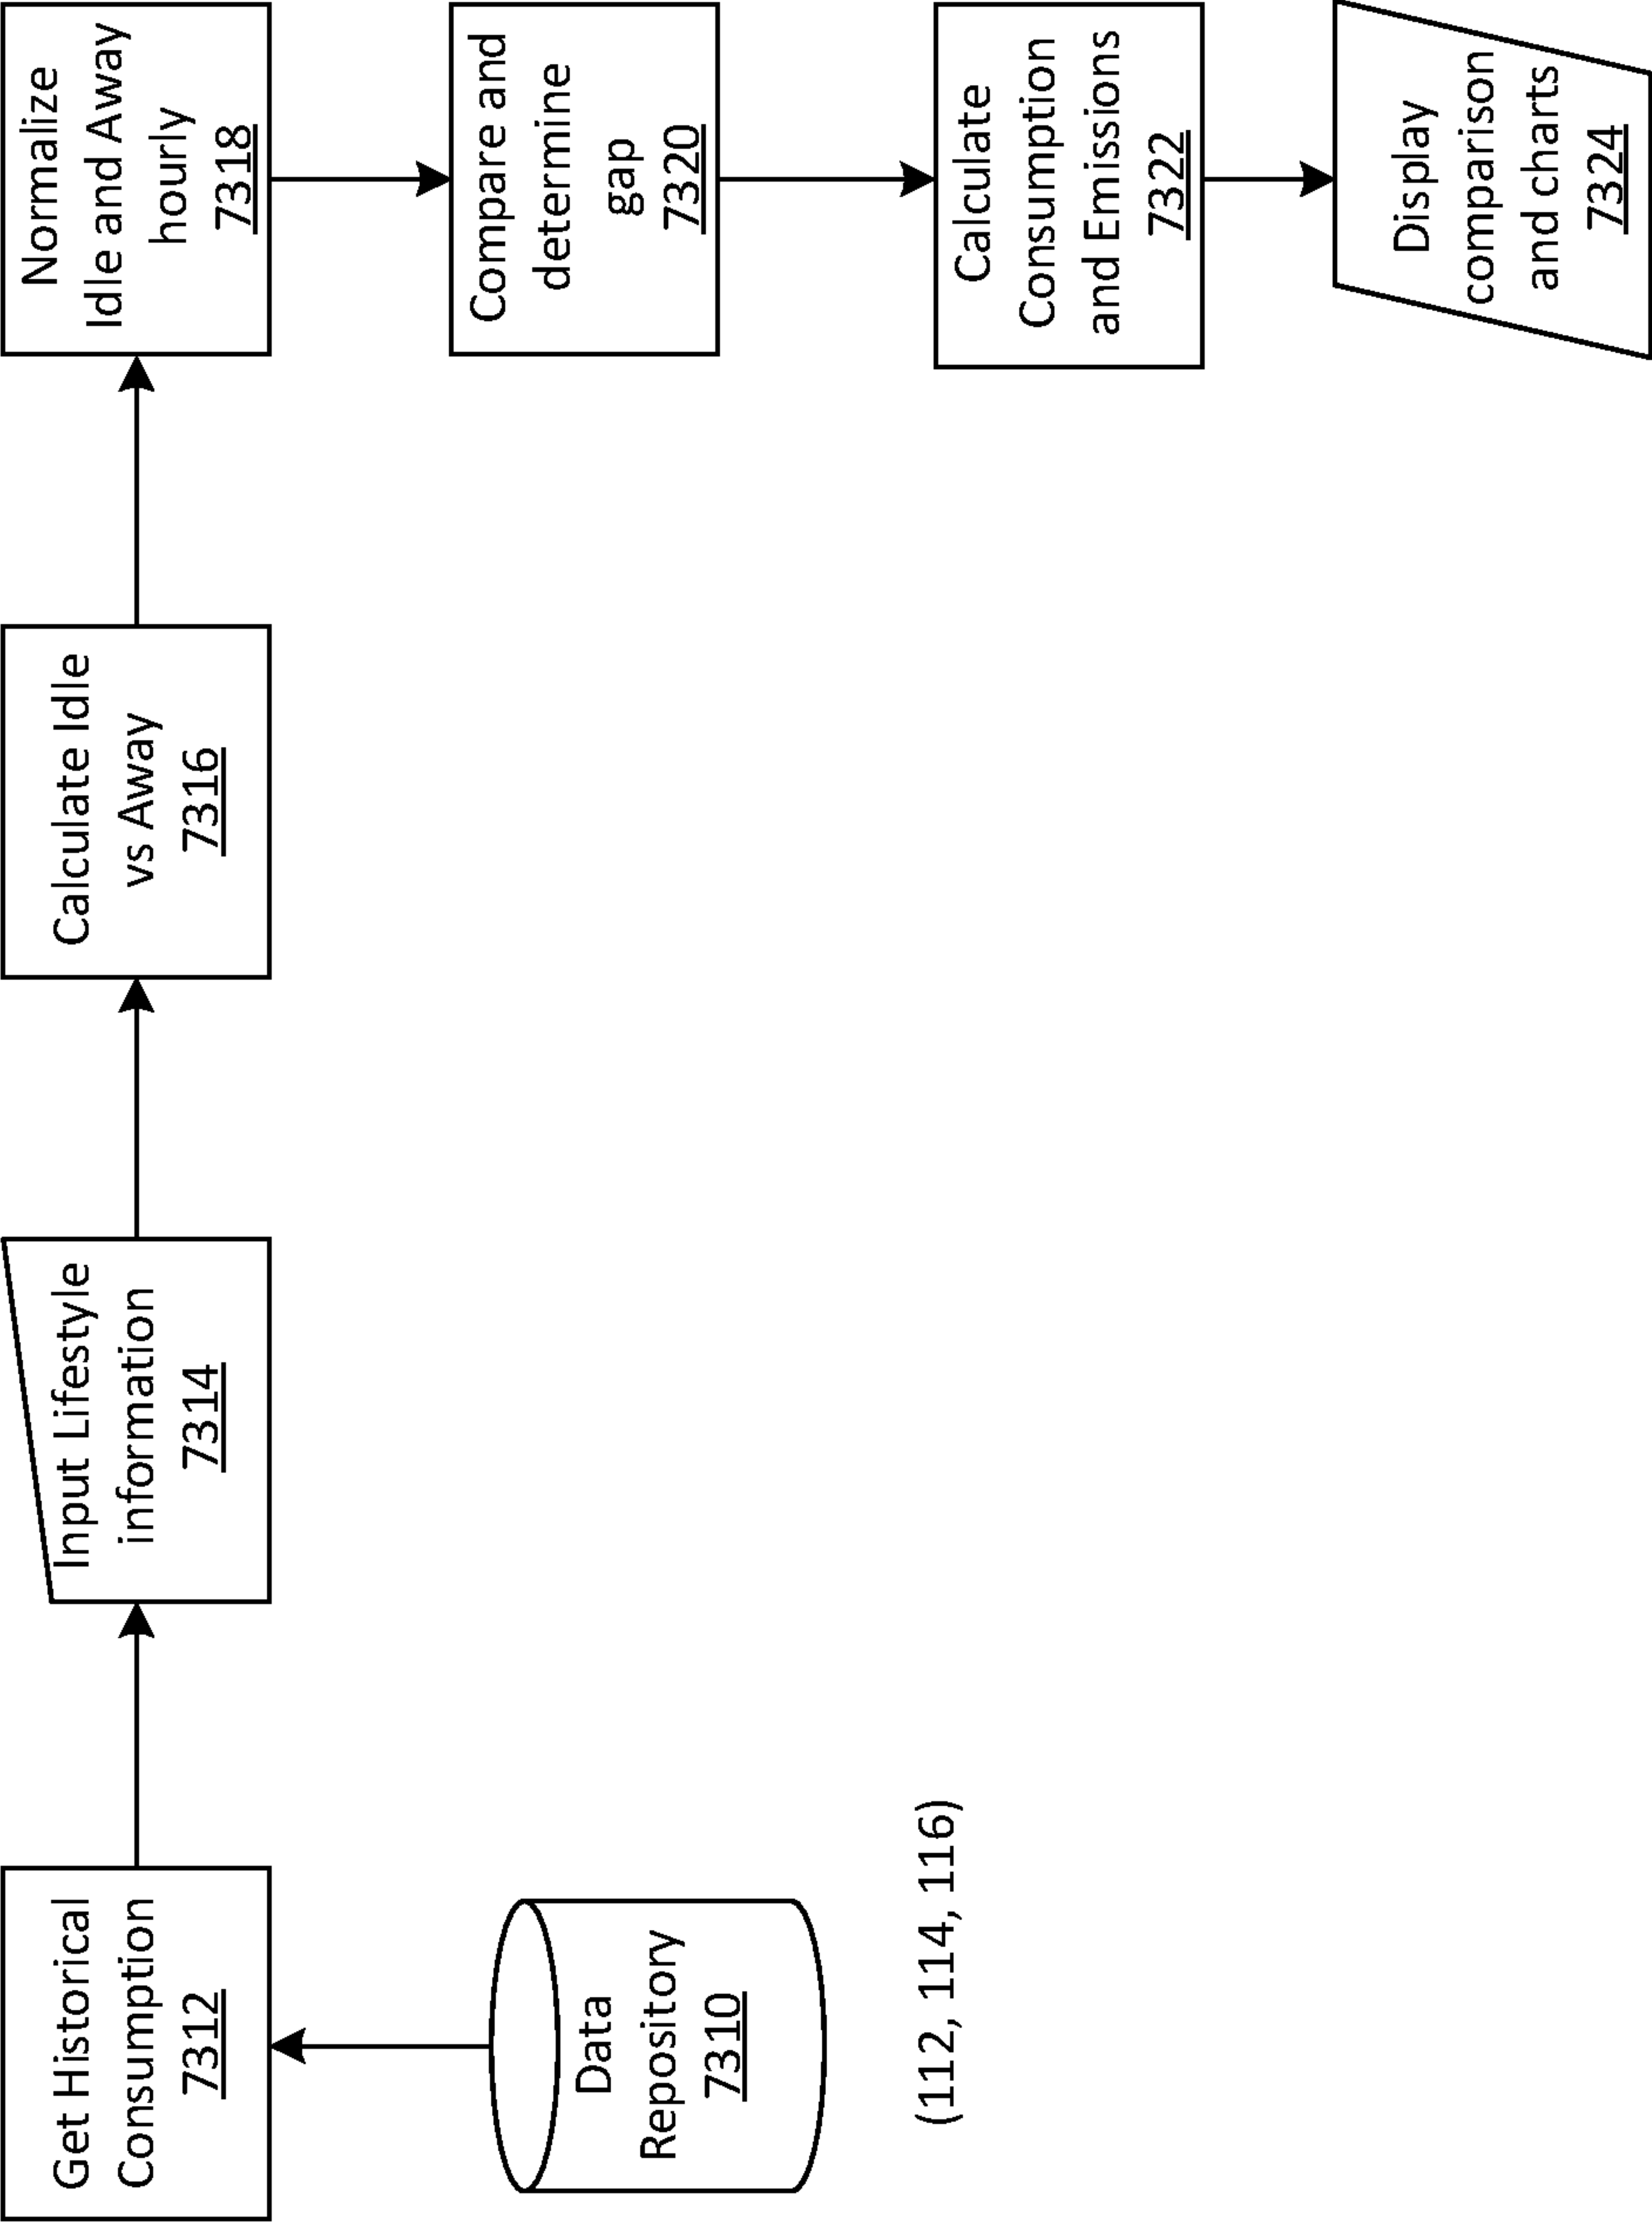 Get Historical
Consumption
7312
Data
Repository
7310
(112, 114, 116)
Input Lifestyle
information
7314
Calculate Idle
vs Away
7316
Normalize
Idle and Away
hourly
7318
Compare and
determine
gap
7320
Calculate
Consumption
and Emissions
7322
Display
comparison
and charts
7324